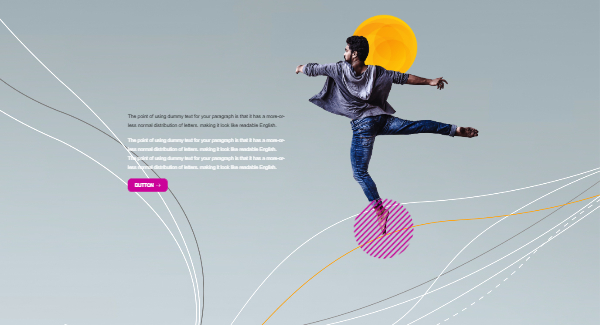 The point of using dummy text for your paragraph is that it has a more-or-
less normal distribution of letters. making it look like readable English.
The point of using dummy text for your paragraph is that it has a more-or-
less normal distribution of letters. making it look like readable English.
The point of using dummy text for your paragraph is that it has a more-or-
less normal distribution of letters. making it look like readable English.
BUTTON →